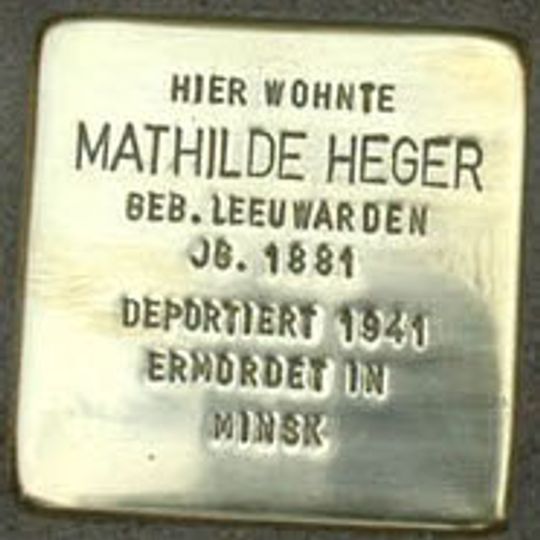 HIER WOHNTE
MATHILDE HEGER
GEB. LEEUWARDEN
JG. 1881
DEPORTIERT 1941
ERMORDET IN
MINSK